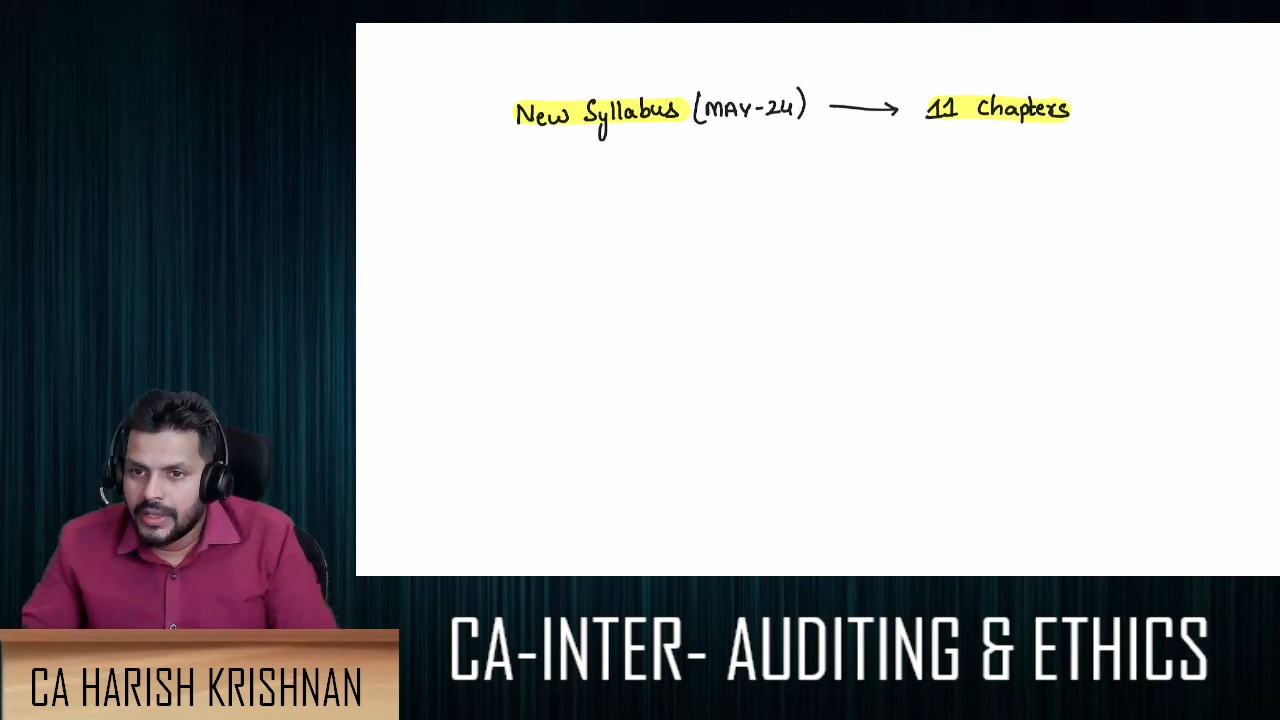 New Syllabus (MAY-24) → 11 Chapters
CA-INTER- AUDITING & ETHICS
CA HARISH KRISHNAN